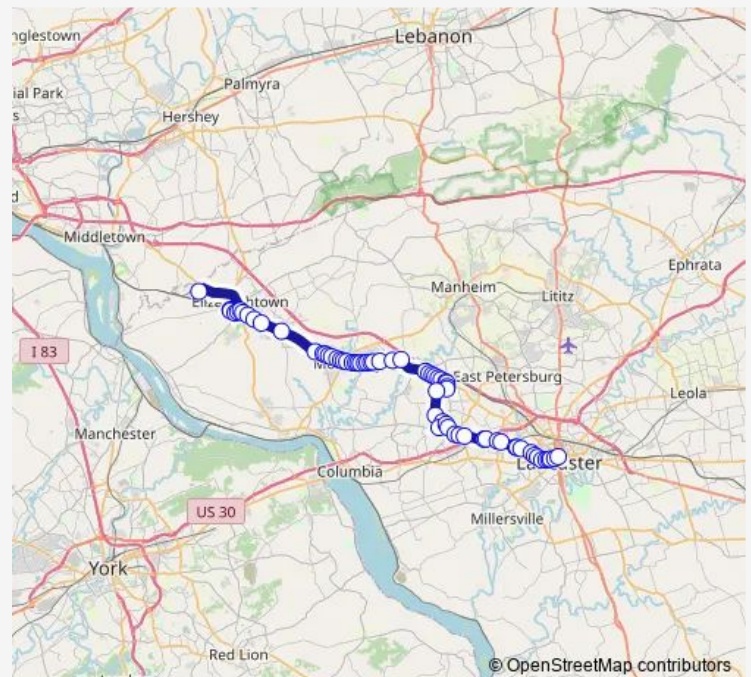 Lebanon
nglestown
Palmyra
ial Park
Hershey
Middletown
Ephrata
Manheim
Lititz
I 83
East Petersburg
Leola
Manchester
Columbia
US 30
Millersville
York
Red Lion
© OpenStreetMap contributors